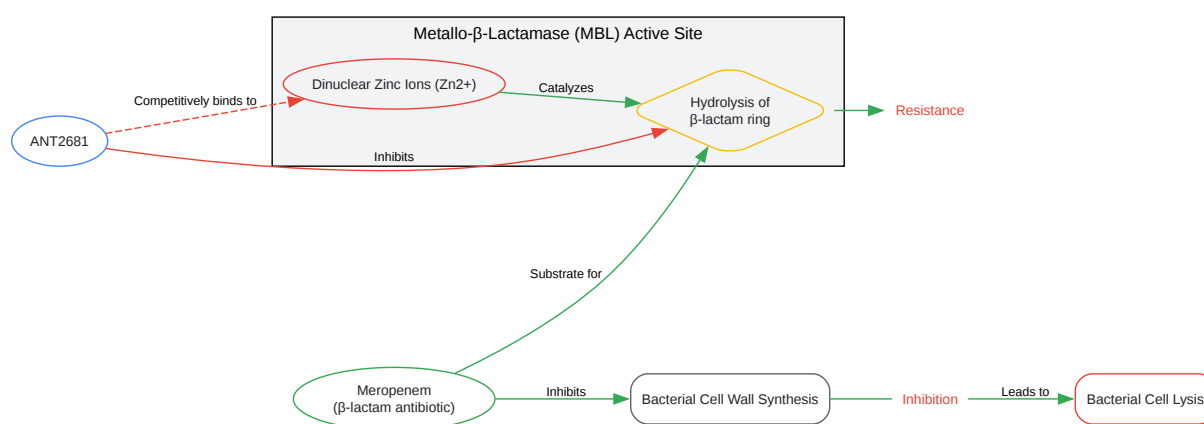 Metallo-β-Lactamase (MBL) Active Site
Dinuclear Zinc Ions (Zn2+)
Catalyzes
Competitively binds to
Hydrolysis of
β-lactam ring
Resistance
ANT2681
Inhibits
Substrate for
Meropenem
(β-lactam antibiotic)
Inhibits
Bacterial Cell Wall Synthesis
Inhibition
Leads to
Bacterial Cell Lysis